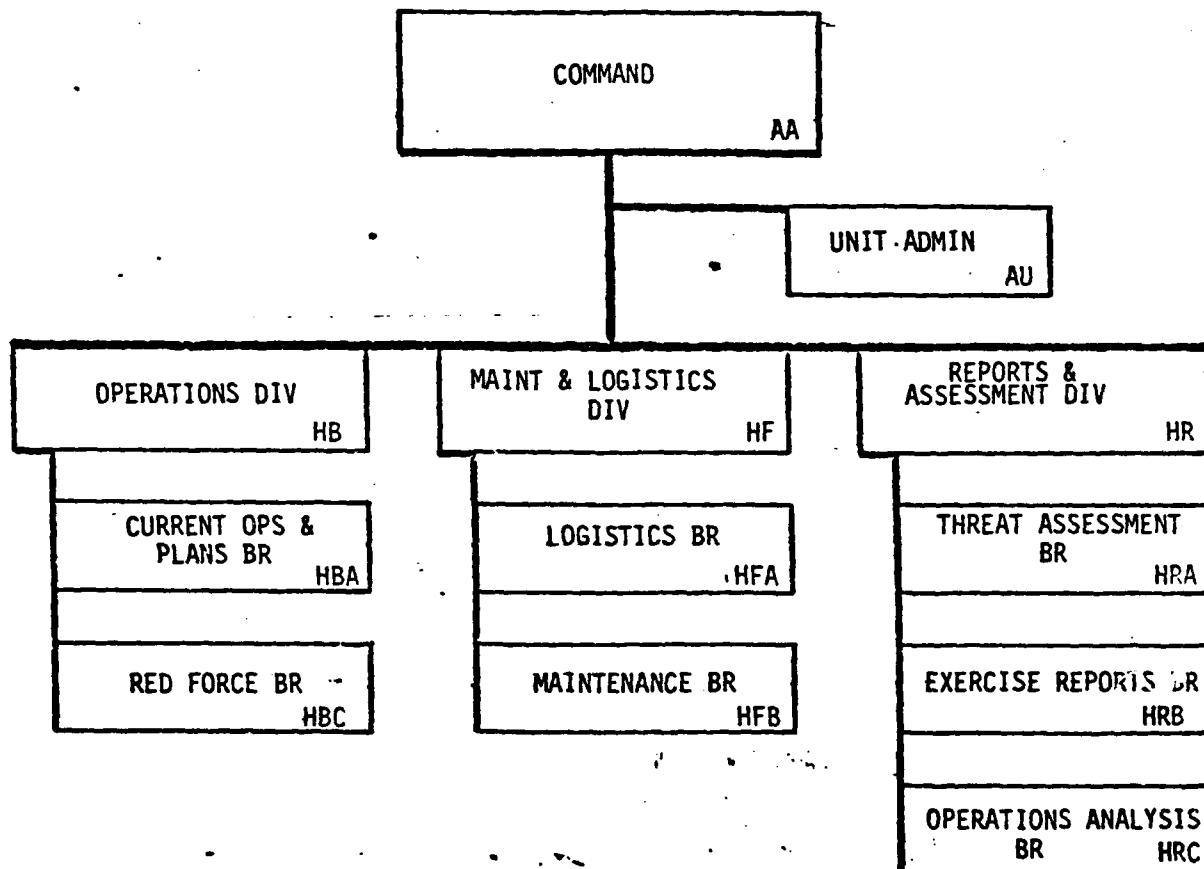 COMMAND
AA
UNIT ADMIN
AU
OPERATIONS DIV
HB
MAINT & LOGISTICS
DIV
HF
REPORTS &
ASSESSMENT DIV
HR
CURRENT OPS &
PLANS BR
HBA
LOGISTICS BR
HFA
THREAT ASSESSMENT
BR
HRA
RED FORCE BR
HBC
MAINTENANCE BR
HFB
EXERCISE REPORTS BR
HRB
OPERATIONS ANALYSIS
BR HRC